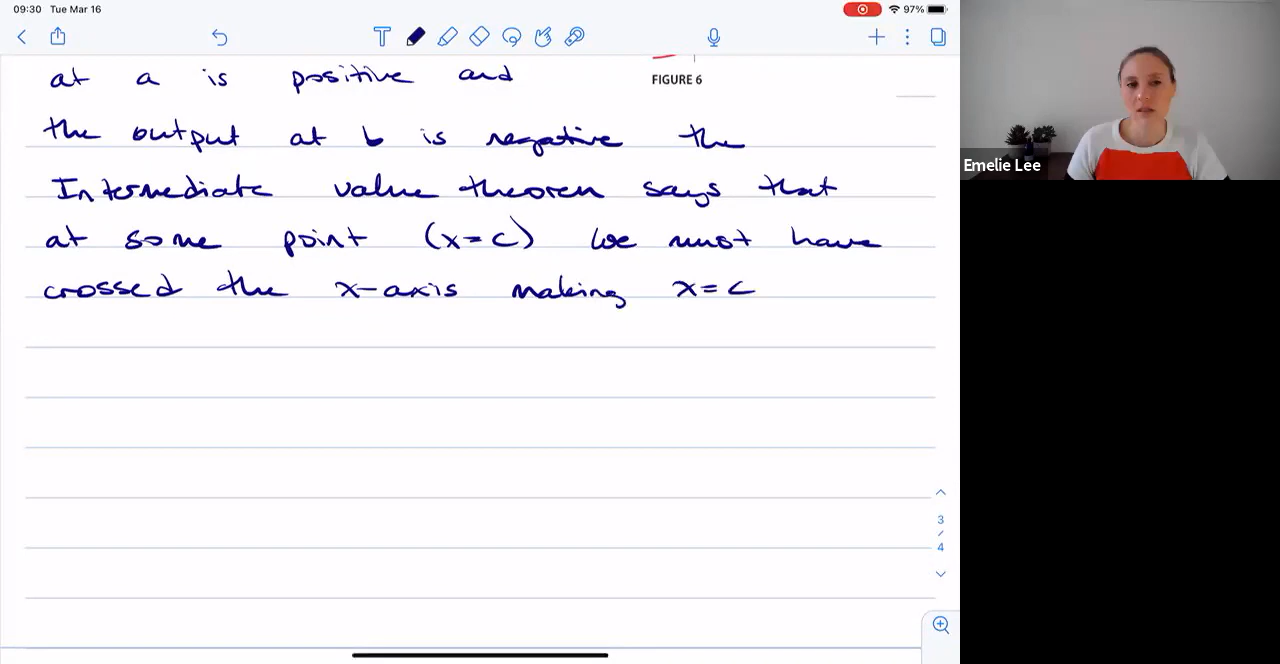 09:30 Tue Mar 16
97%
at a is positive and
FIGURE 6
the output at b is negative the
Intermediate value theorem says that
at some point (x=c) we must have
crossed the x-axis making x=c
Emelie Lee
3
/
4